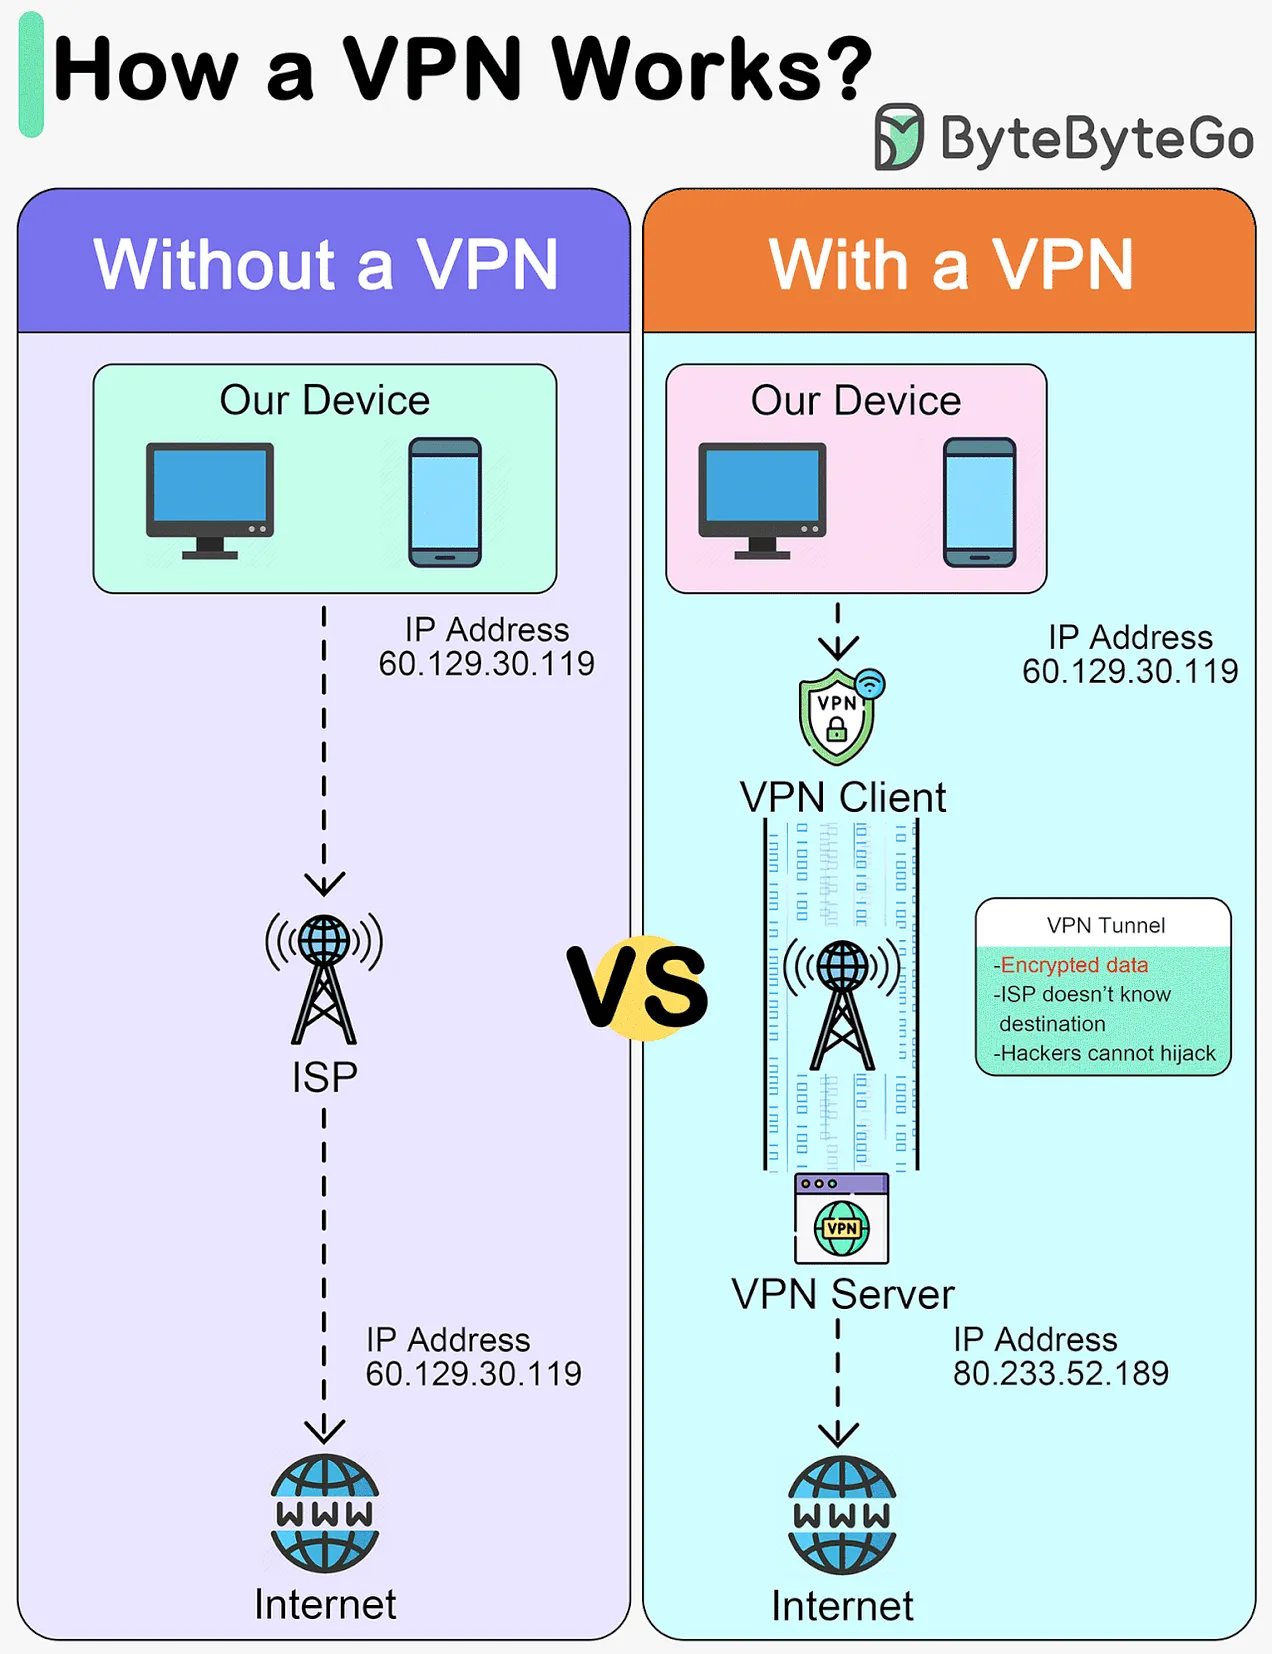 How a VPN Works?
ByteByteGo
Without a VPN
Our Device
IP Address
60.129.30.119
ISP
IP Address
60.129.30.119
WWW
Internet
VS
With a VPN
Our Device
IP Address
60.129.30.119
VPN
VPN Client
VPN Tunnel
-Encrypted data
-ISP doesn't know
destination
-Hackers cannot hijack
VPN
VPN Server
IP Address
80.233.52.189
WWW
Internet